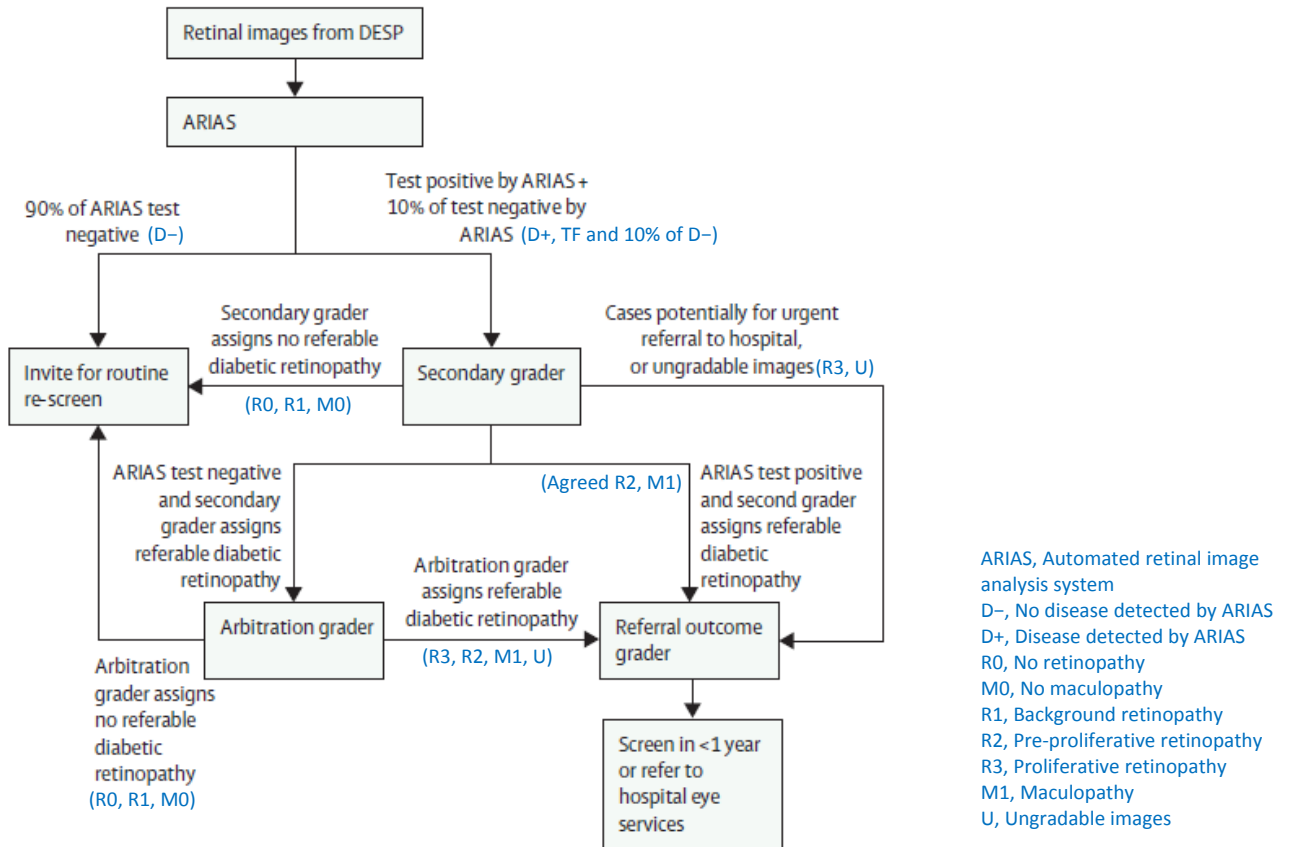 Retinal images from DESP
ARIAS
90% of ARIAS test
negative (D−)
Test positive by ARIAS +
10% of test negative by
ARIAS (D+, TF and 10% of D−)
Secondary grader
assigns no referable
diabetic retinopathy
(R0, R1, M0)
Cases potentially for urgent
referral to hospital,
or ungradable images(R3, U)
Invite for routine
re-screen
Secondary grader
ARIAS test negative
and secondary
grader assigns
referable diabetic
retinopathy
(Agreed R2, M1)
ARIAS test positive
and second grader
assigns referable
diabetic
retinopathy
Arbitration grader
assigns referable
diabetic retinopathy
(R3, R2, M1, U)
Arbitration grader
Referral outcome
grader
Arbitration
grader assigns
no referable
diabetic
retinopathy
(R0, R1, M0)
Screen in <1 year
or refer to
hospital eye
services
ARIAS, Automated retinal image
analysis system
D−, No disease detected by ARIAS
D+, Disease detected by ARIAS
R0, No retinopathy
M0, No maculopathy
R1, Background retinopathy
R2, Pre-proliferative retinopathy
R3, Proliferative retinopathy
M1, Maculopathy
U, Ungradable images